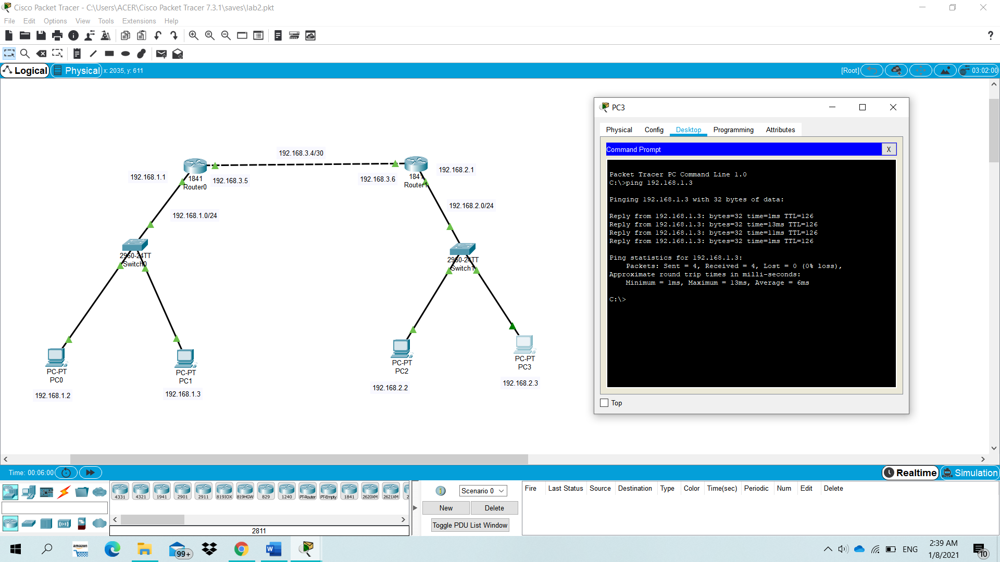 Cisco Packet Tracer - C:\Users\ACER\Cisco Packet Tracer 7.3.1\saves\lab2.pkt
File Edit Options View Tools Extensions Help
?
Logical Physical x: 2035, y: 611 [Root] 03:02:00
192.168.3.4/30
192.168.1.1
1841
Router0
192.168.3.5
192.168.3.6
1841
Router1
192.168.2.1
192.168.1.0/24
192.168.2.0/24
2960-24TT
Switch0
2960-24TT
Switch1
PC-PT
PC0
192.168.1.2
PC-PT
PC1
192.168.1.3
PC-PT
PC2
192.168.2.2
PC-PT
PC3
192.168.2.3
PC3
Physical Config Desktop Programming Attributes
Command Prompt X
Packet Tracer PC Command Line 1.0
C:\>ping 192.168.1.3
Pinging 192.168.1.3 with 32 bytes of data:
Reply from 192.168.1.3: bytes=32 time=1ms TTL=126
Reply from 192.168.1.3: bytes=32 time=13ms TTL=126
Reply from 192.168.1.3: bytes=32 time=11ms TTL=126
Reply from 192.168.1.3: bytes=32 time=1ms TTL=126
Ping statistics for 192.168.1.3:
Packets: Sent = 4, Received = 4, Lost = 0 (0% loss),
Approximate round trip times in milli-seconds:
Minimum = 1ms, Maximum = 13ms, Average = 6ms
C:\>
Top
Time: 00:06:00 Realtime Simulation
4331 4321 1941 2901 2911 819IOX 819HGW 829 1240 PT-Router PT-Empty 1841 2620XM 2621XM 2
2811
Scenario 0
New Delete
Toggle PDU List Window
Fire Last Status Source Destination Type Color Time(sec) Periodic Num Edit Delete
amazon
99+
W
ENG
2:39 AM
1/8/2021
10